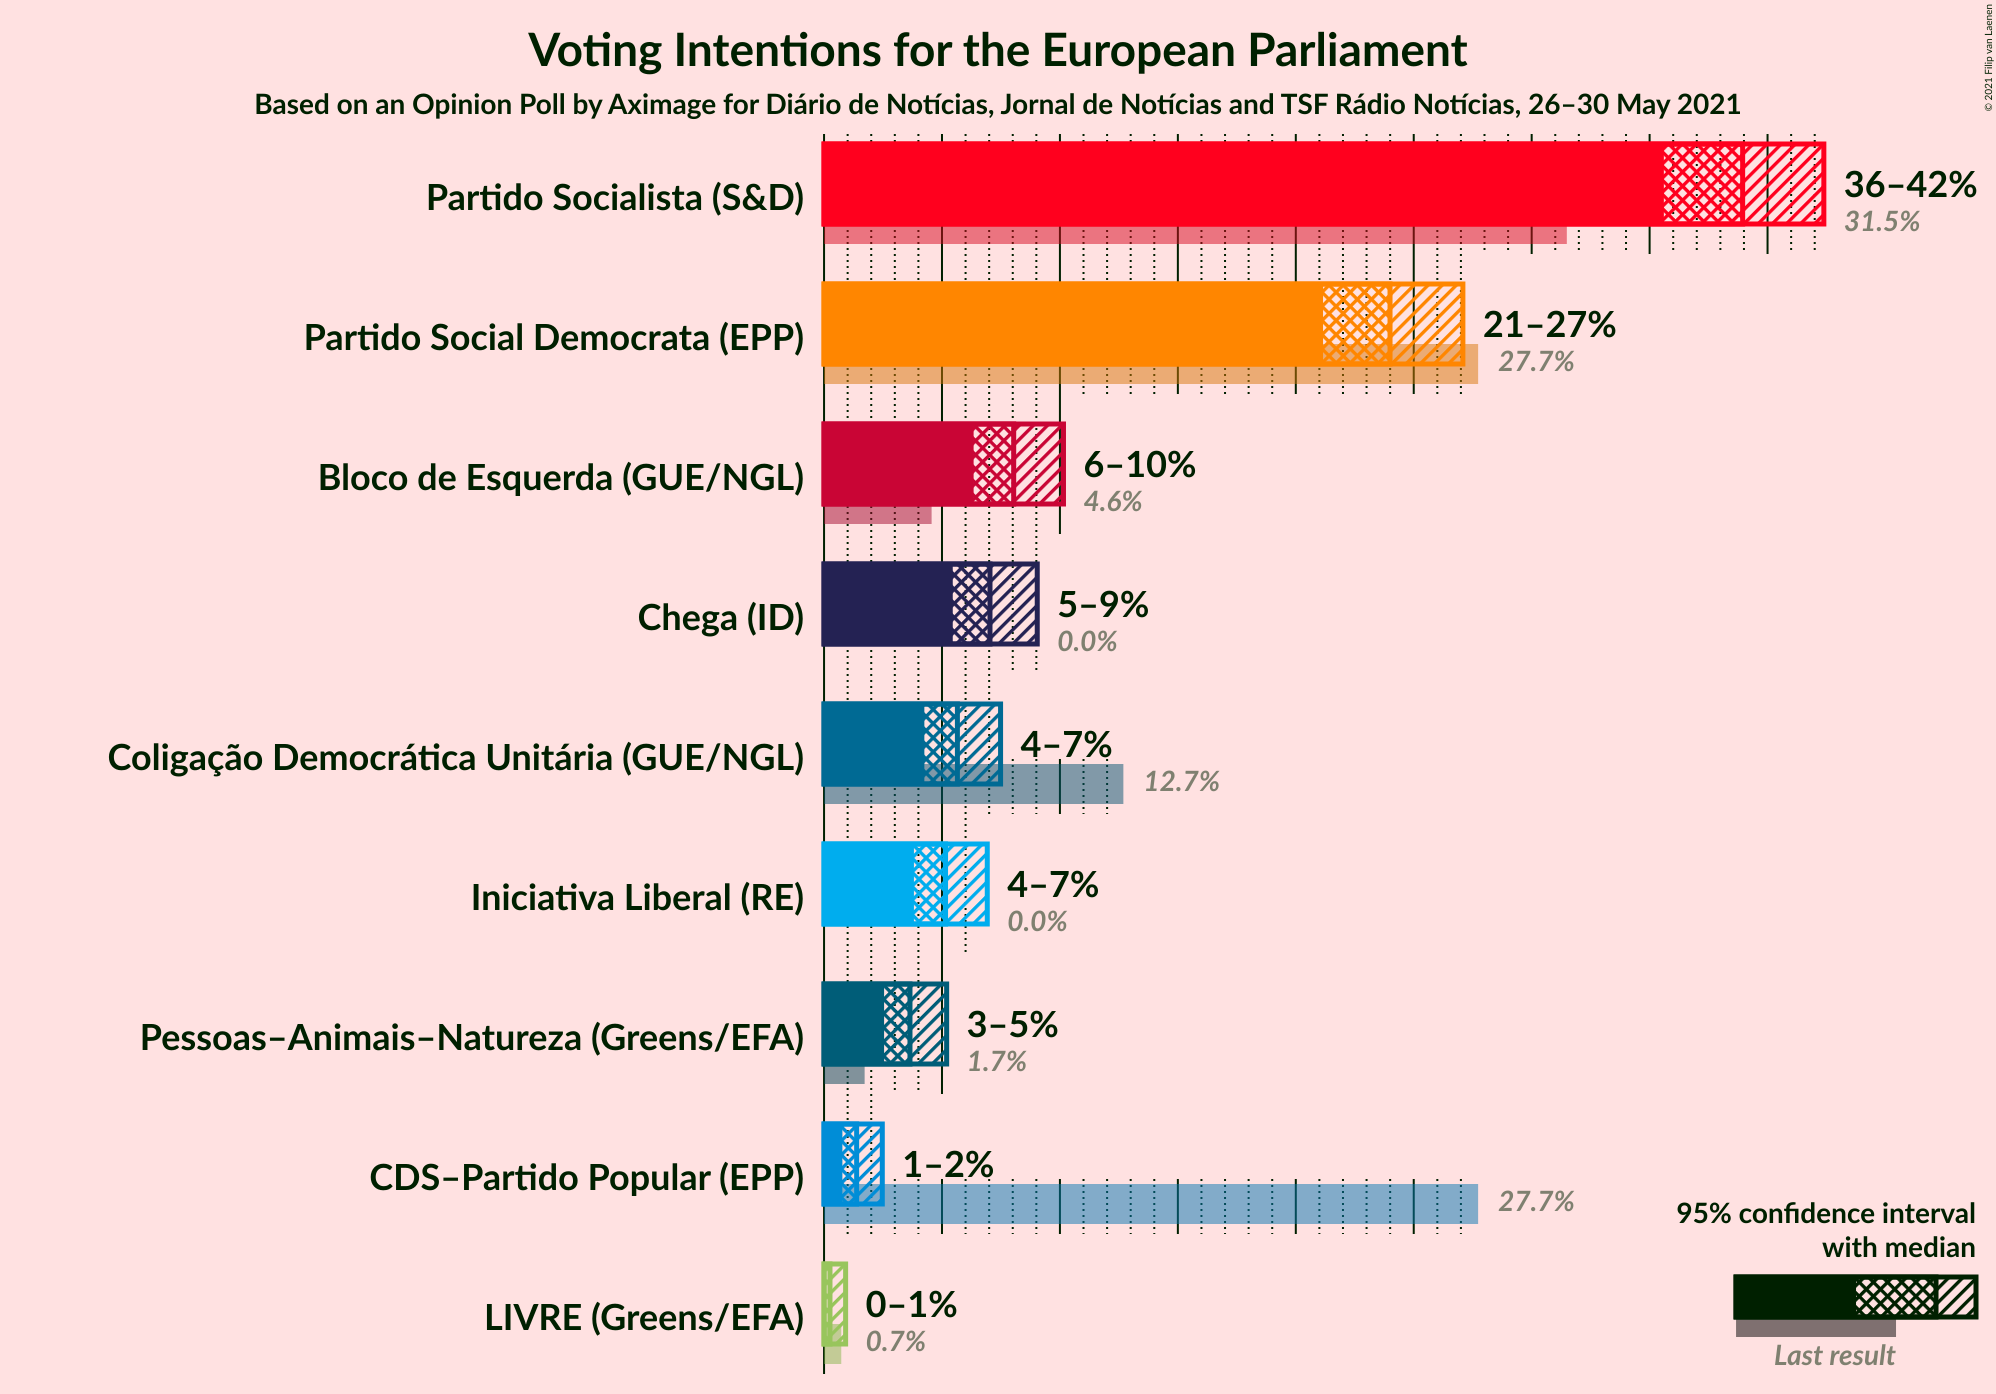 Voting Intentions for the European Parliament
Based on an Opinion Poll by Aximage for Diário de Notícias, Jornal de Notícias and TSF Rádio Notícias, 26–30 May 2021
© 2021 Filip van Laenen
Partido Socialista (S&D)
36–42%
31.5%
Partido Social Democrata (EPP)
21–27%
27.7%
Bloco de Esquerda (GUE/NGL)
6–10%
4.6%
Chega (ID)
5–9%
0.0%
Coligação Democrática Unitária (GUE/NGL)
4–7%
12.7%
Iniciativa Liberal (RE)
4–7%
0.0%
Pessoas–Animais–Natureza (Greens/EFA)
3–5%
1.7%
CDS–Partido Popular (EPP)
1–2%
27.7%
LIVRE (Greens/EFA)
0–1%
0.7%
95% confidence interval
with median
Last result